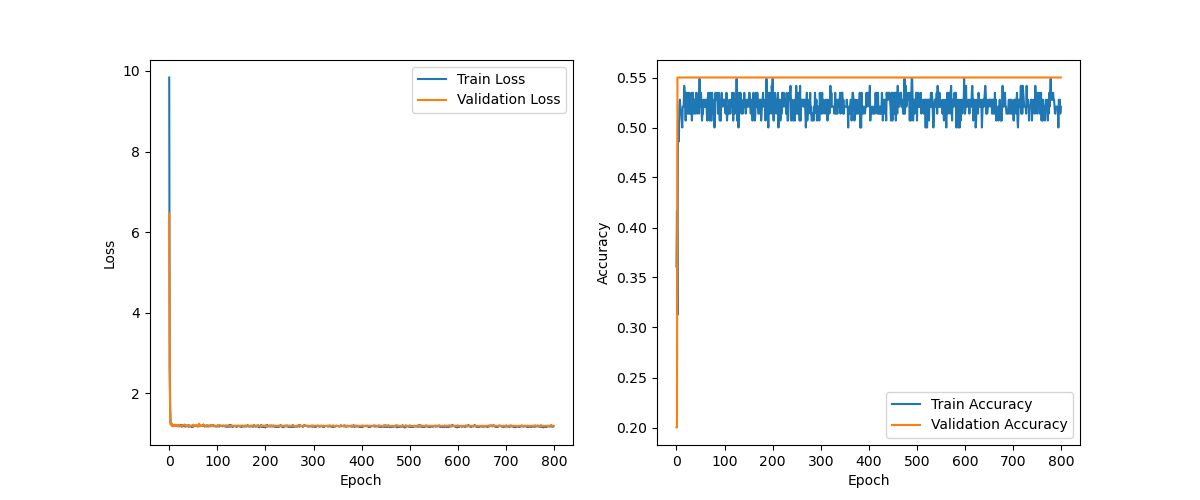 10
8
6
4
2
Loss
0 100 200 300 400 500 600 700 800
Epoch
Train Loss
Validation Loss
0.55
0.50
0.45
0.40
0.35
0.30
0.25
0.20
Accuracy
0 100 200 300 400 500 600 700 800
Epoch
Train Accuracy
Validation Accuracy